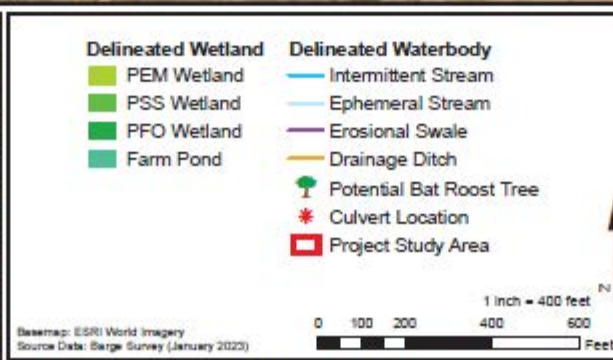 Delineated Wetland
PEM Wetland
PSS Wetland
PFO Wetland
Farm Pond
Delineated Waterbody
Intermittent Stream
Ephemeral Stream
Erosional Swale
Drainage Ditch
Potential Bat Roost Tree
Culvert Location
Project Study Area
N
1 inch = 400 feet
0 100 200 400 600
Feet
Basemap: ESRI World Imagery
Source Data: Barge Survey (January 2023)